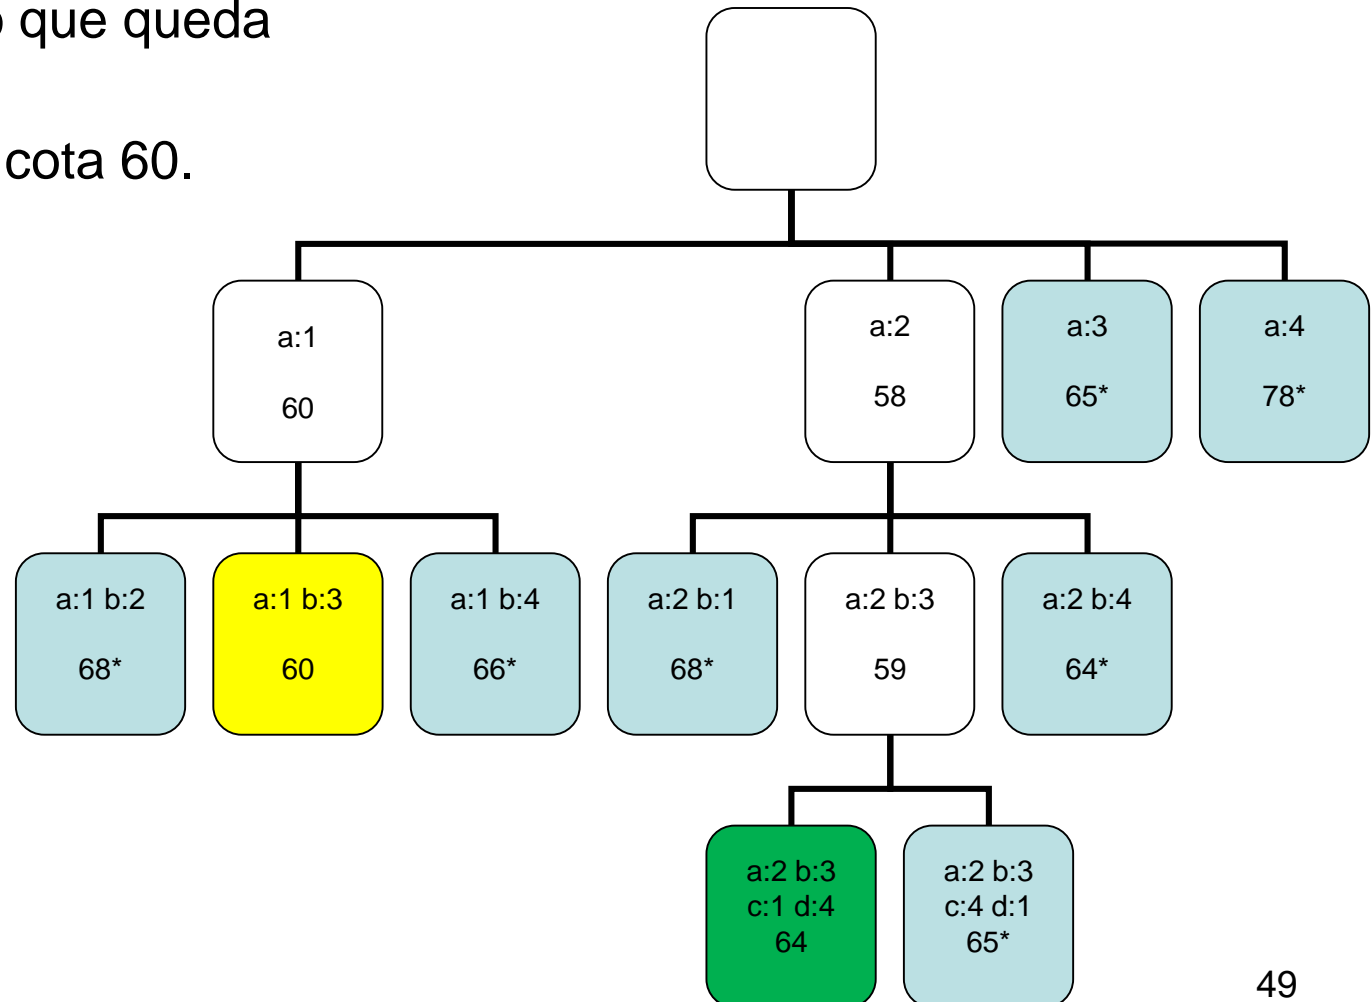 que queda
cota 60.
a:1
60
a:2
58
a:3
65*
a:4
78*
a:1 b:2
68*
a:1 b:3
60
a:1 b:4
66*
a:2 b:1
68*
a:2 b:3
59
a:2 b:4
64*
a:2 b:3
c:1 d:4
64
a:2 b:3
c:4 d:1
65*
49